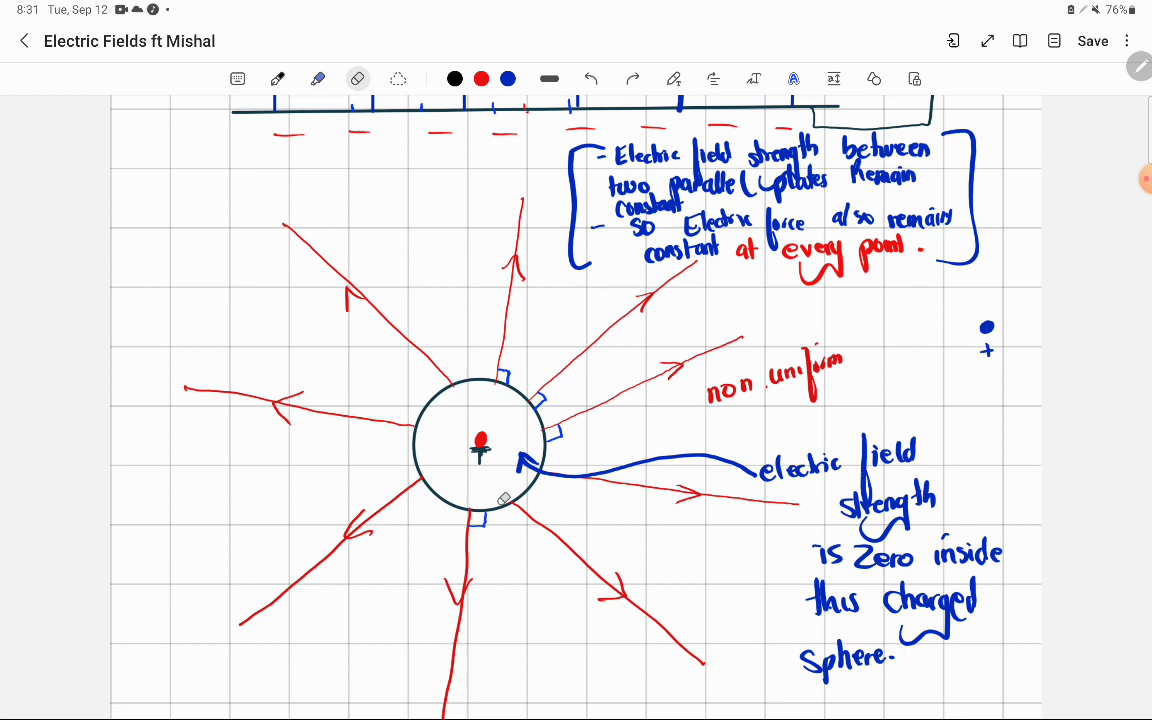 8:31 Tue, Sep 12
76%
Electric Fields ft Mishal
Save
- Electric field strength between
two parallel plates Remain
constant
- so Electric force also remains
constant at every point.
+
non.uniform
+
electric field
strength
is Zero inside
this charged
sphere.